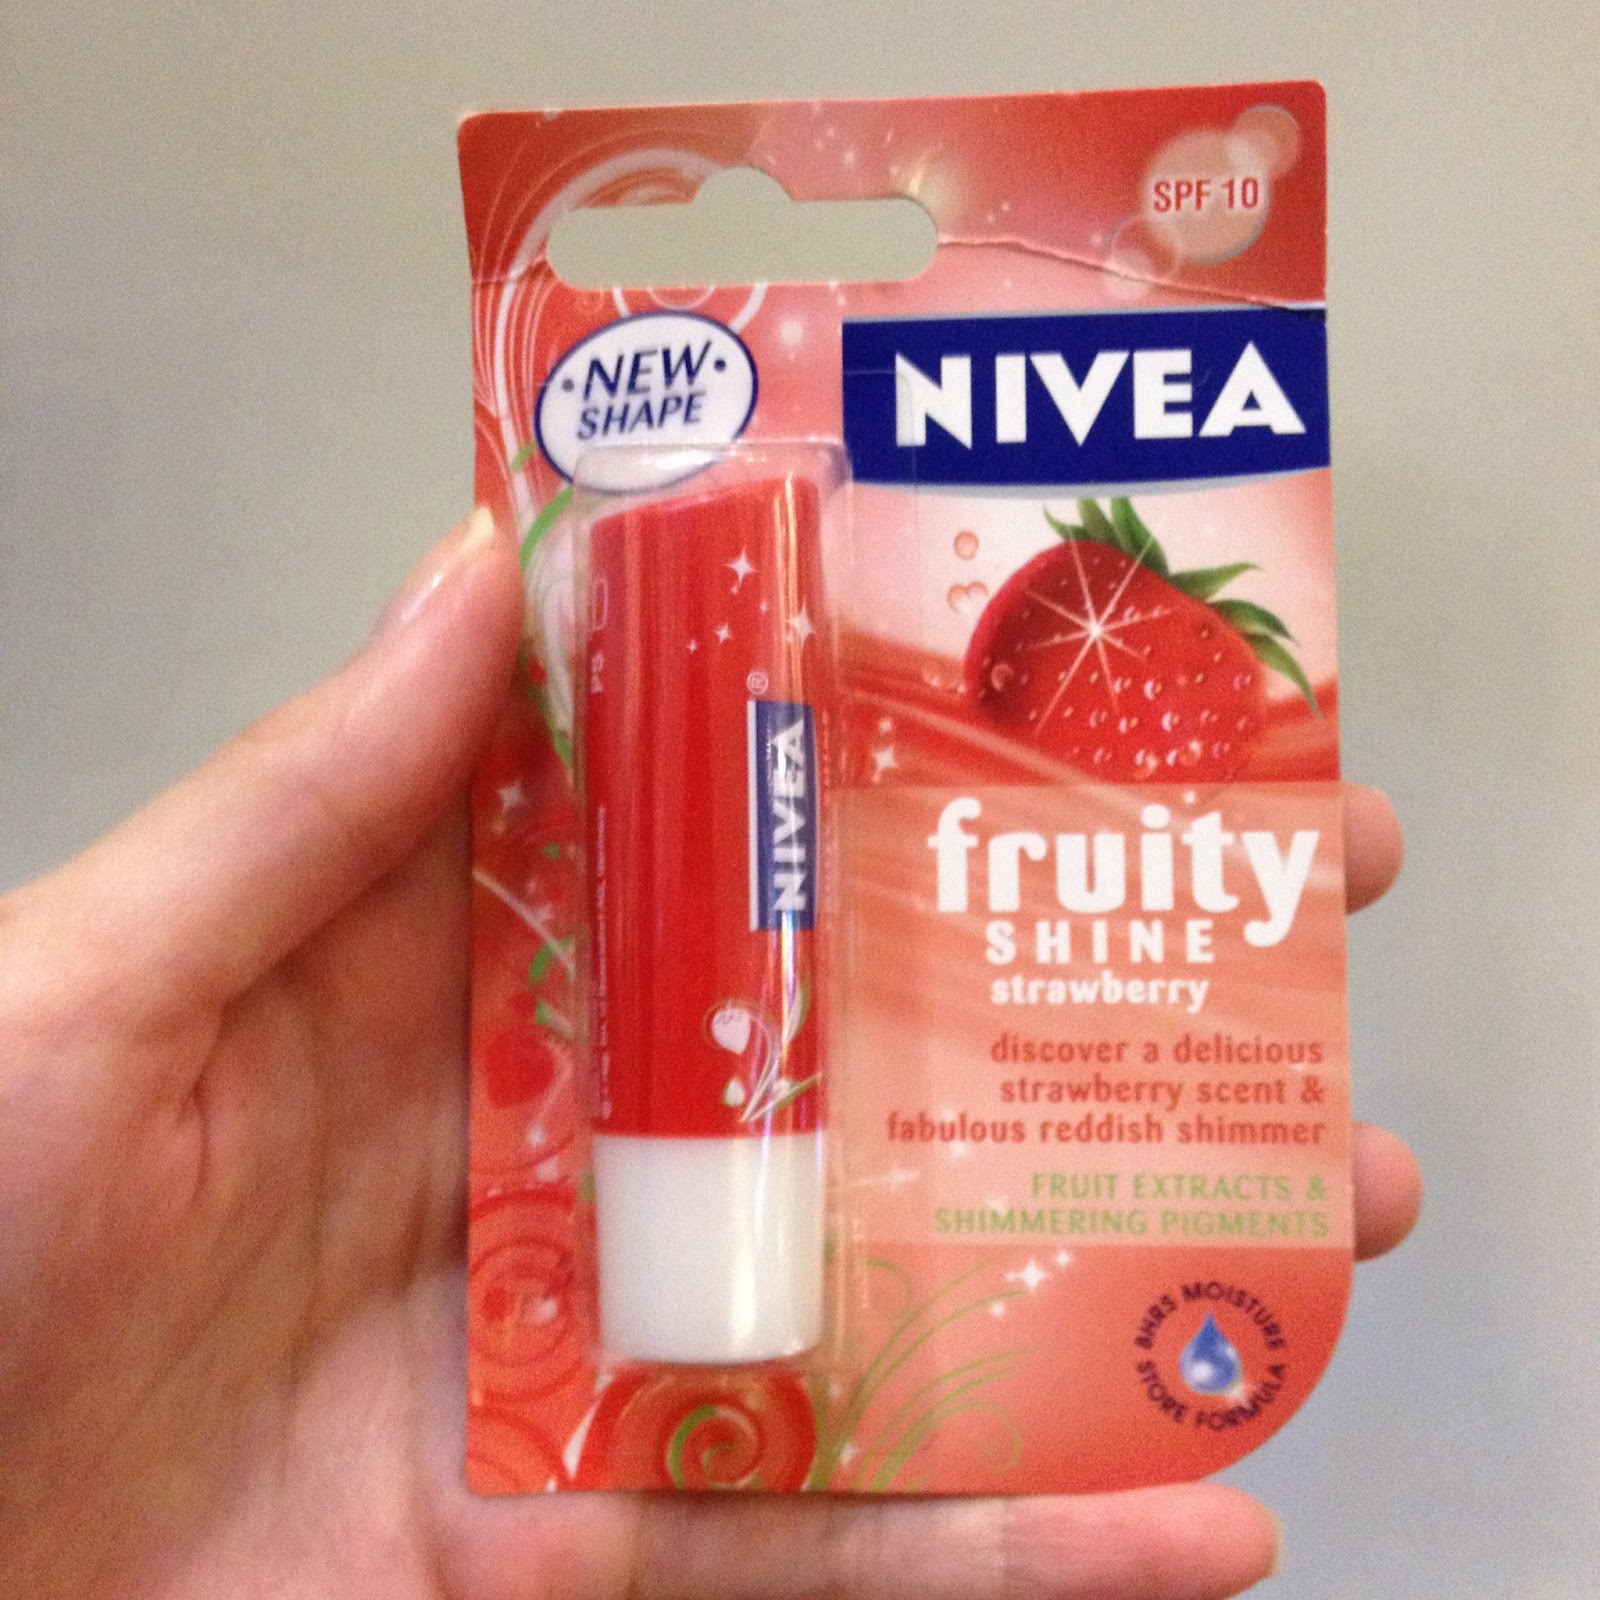 SPF 10
NEW
SHAPE
NIVEA
PS
NIVEA®
fruity
SHINE
strawberry
discover a delicious
strawberry scent &
fabulous reddish shimmer
FRUIT EXTRACTS &
SHIMMERING PIGMENTS
8HRS MOISTURE
STORE FORMULA